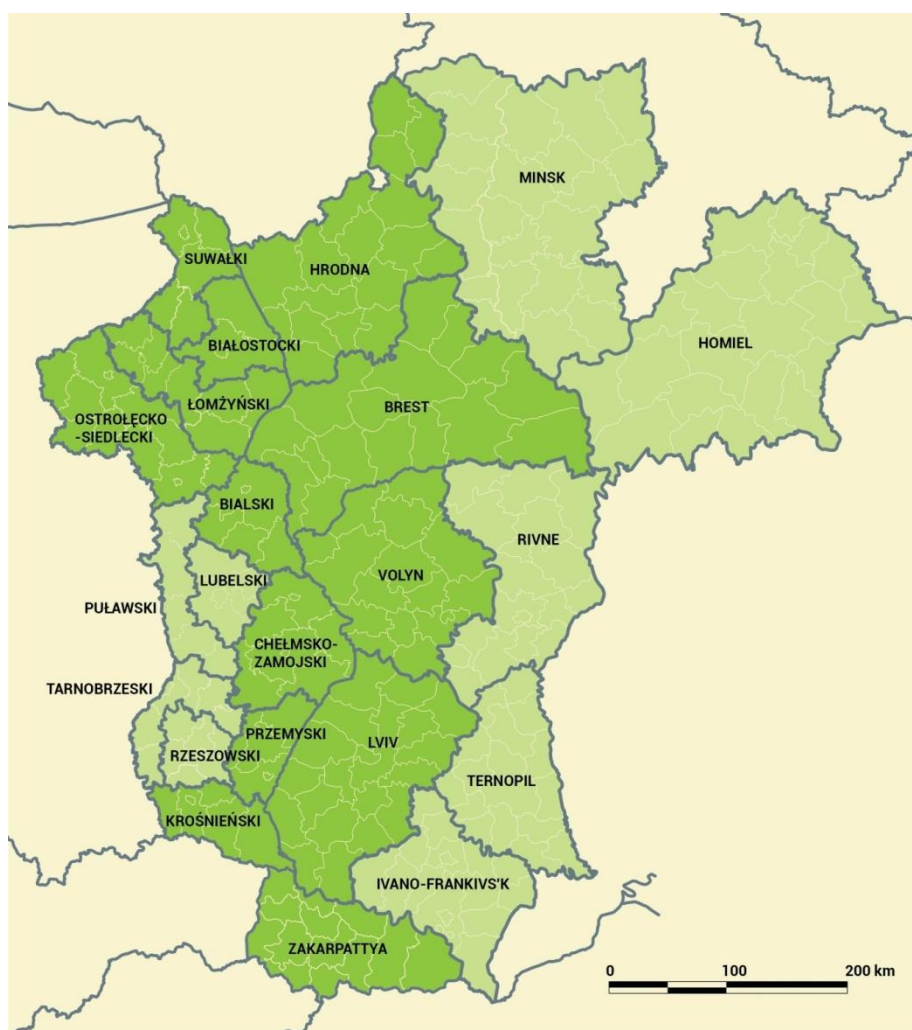 MINSK
SUWAŁKI
HRODNA
HOMIEL
BIAŁOSTOCKI
ŁOMŻYŃSKI
BREST
OSTROŁĘCKO
-SIEDLECKI
BIALSKI
RIVNE
LUBELSKI
VOLYN
PUŁAWSKI
CHEŁMSKO-
ZAMOJSKI
TARNOBRZESKI
PRZEMYSKI
LVIV
RZESZOWSKI
TERNOPIL
KROŚNIEŃSKI
IVANO-FRANKIVS'K
ZAKARPATTYA
0 100 200 km